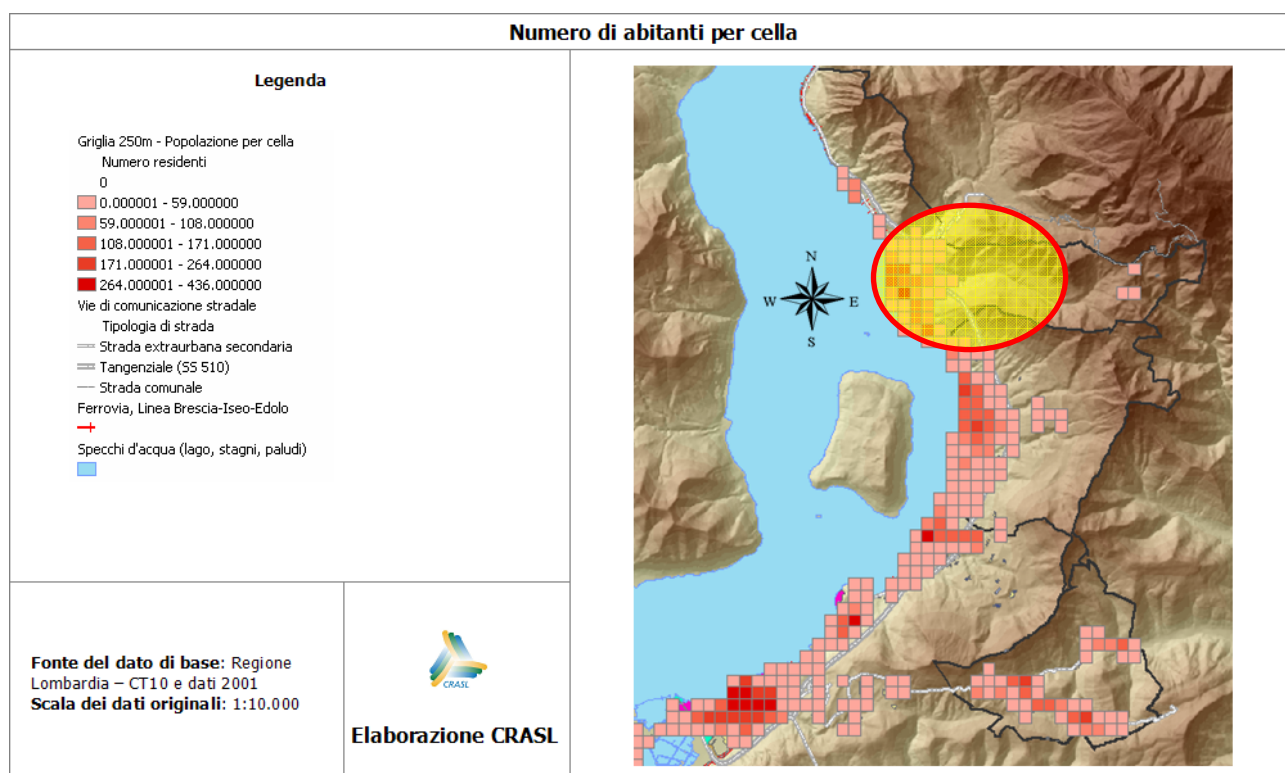 Numero di abitanti per cella
Legenda
Griglia 250m - Popolazione per cella
Numero residenti
0
0.000001 - 59.000000
59.000001 - 108.000000
108.000001 - 171.000000
171.000001 - 264.000000
264.000001 - 436.000000
Vie di comunicazione stradale
Tipologia di strada
Strada extraurbana secondaria
Tangenziale (SS 510)
Strada comunale
Ferrovia, Linea Brescia-Iseo-Edolo
Specchi d'acqua (lago, stagni, paludi)
N
W E
S
Fonte del dato di base: Regione
Lombardia – CT10 e dati 2001
Scala dei dati originali: 1:10.000
CRASL
Elaborazione CRASL